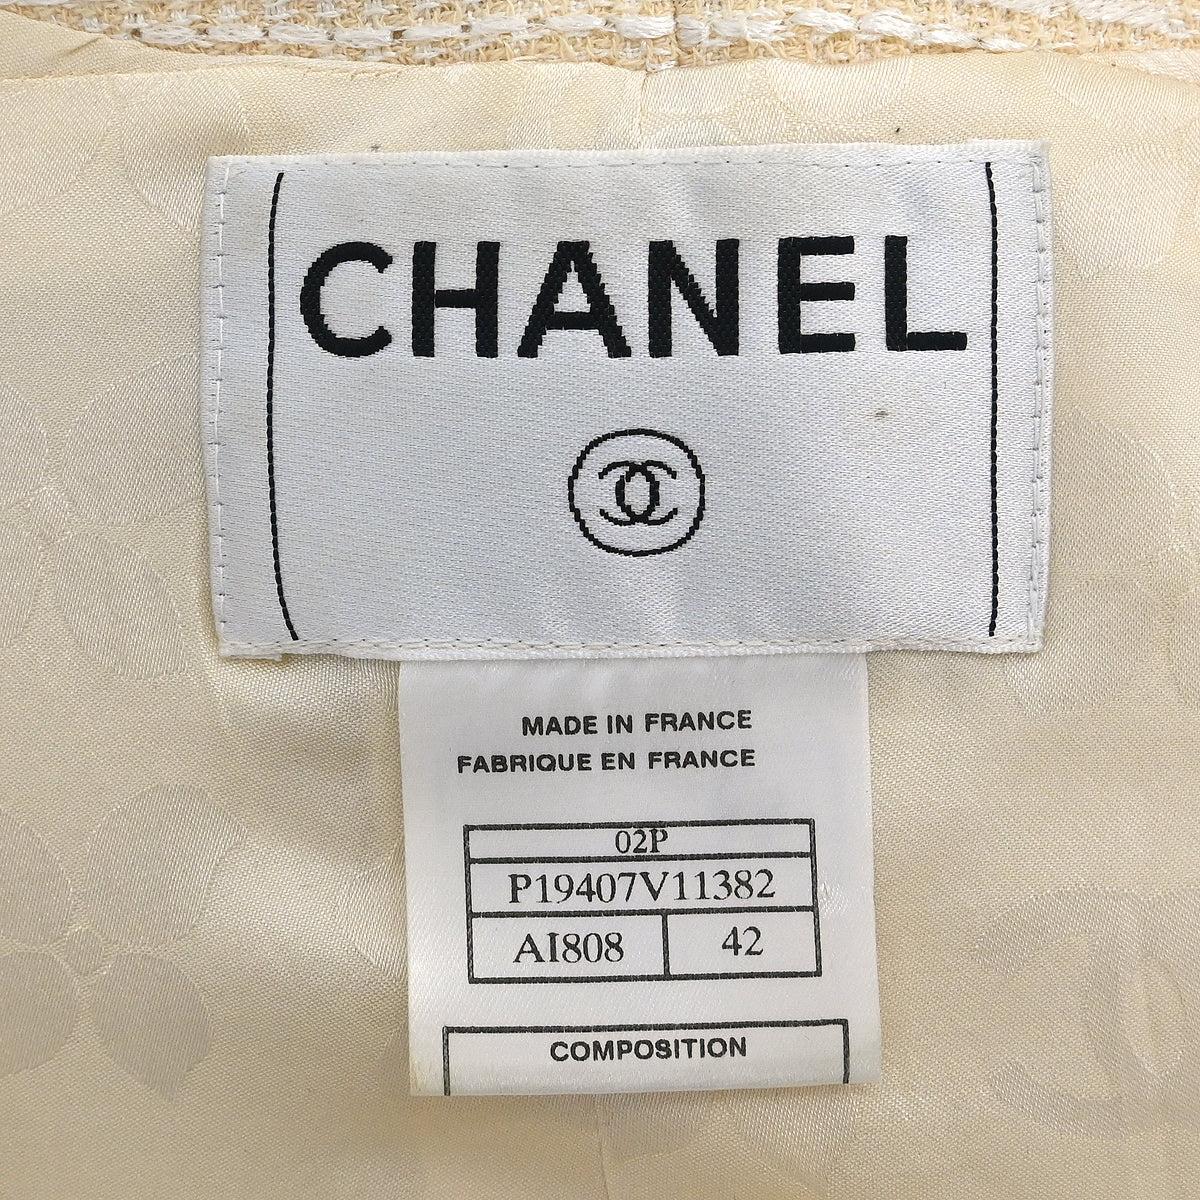 CHANEL
MADE IN FRANCE
FABRIQUE EN FRANCE
02P
P19407V11382
AI808 42
COMPOSITION